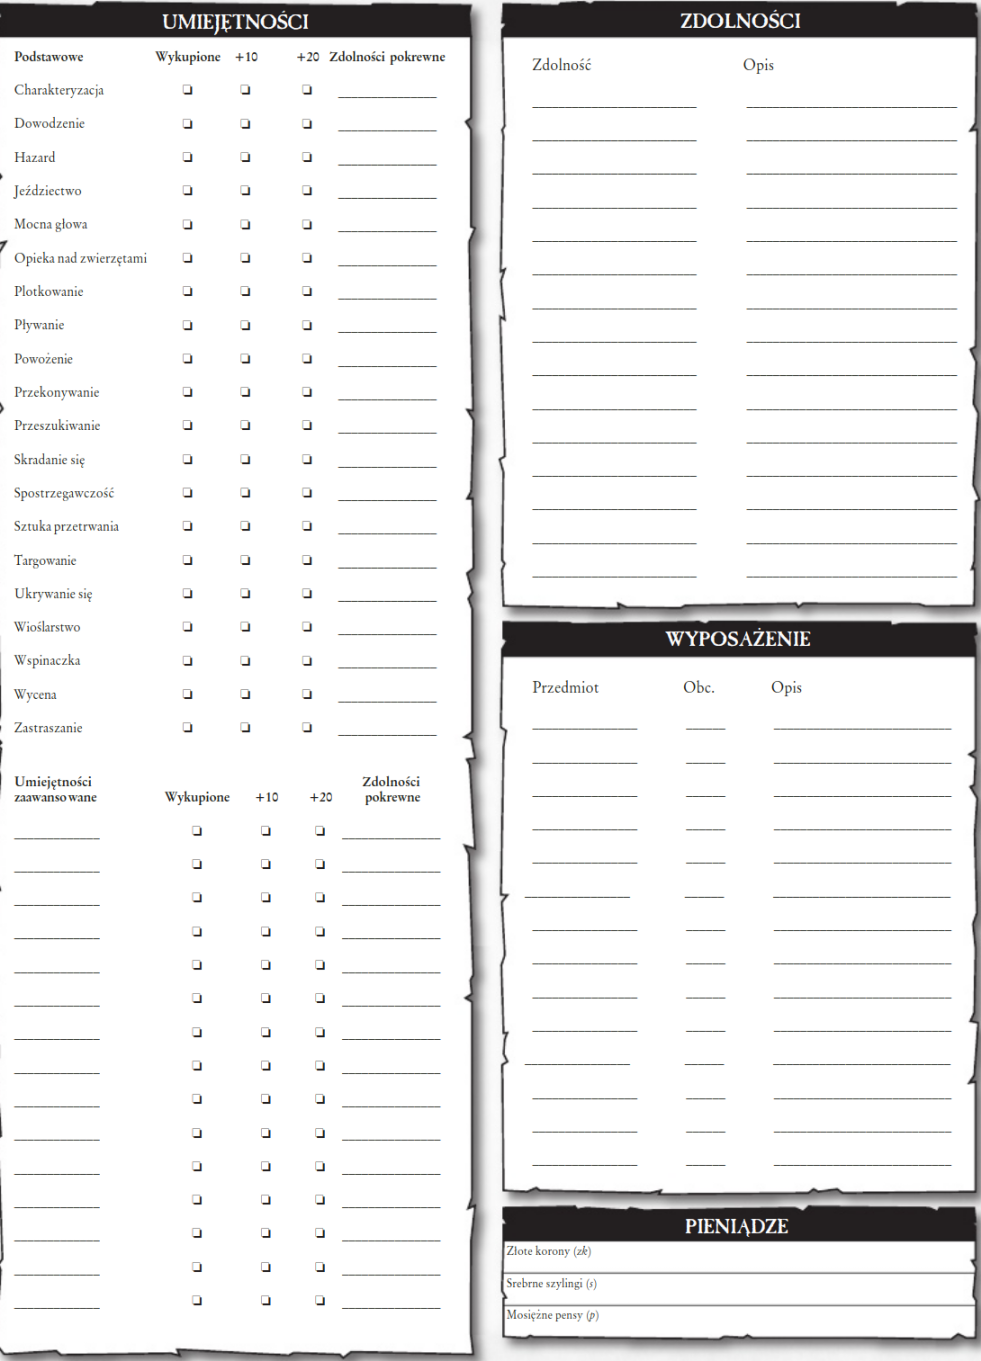 UMIEJĘTNOŚCI
Podstawowe Wykupione +10 +20 Zdolności pokrewne
Charakteryzacja
Dowodzenie
Hazard
Jeździectwo
Mocna głowa
Opieka nad zwierzętami
Plotkowanie
Pływanie
Powożenie
Przekonywanie
Przeszukiwanie
Skradanie się
Spostrzegawczość
Sztuka przetrwania
Targowanie
Ukrywanie się
Wioślarstwo
Wspinaczka
Wycena
Zastraszanie
Umiejętności
zaawansowane
Wykupione +10 +20
Zdolności
pokrewne
ZDOLNOŚCI
Zdolność Opis
WYPOSAŻENIE
Przedmiot Obc. Opis
PIENIĄDZE
Złote korony (zk)
Srebrne szylingi (s)
Mosiężne pensy (p)